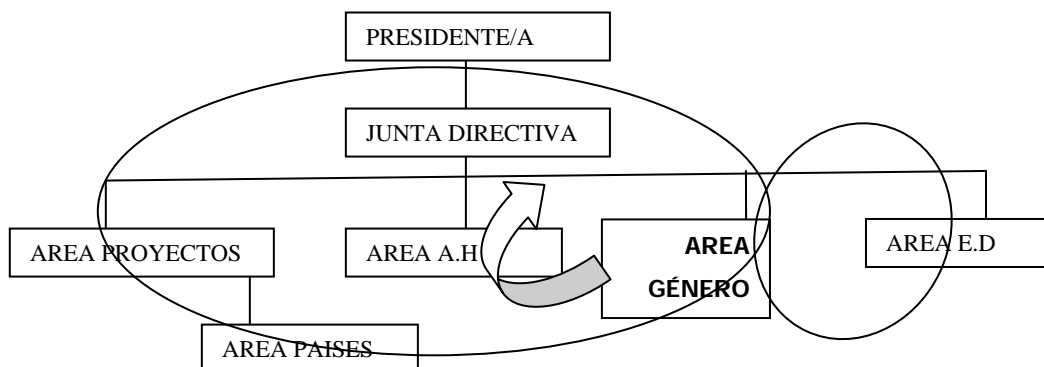 PRESIDENTE/A
JUNTA DIRECTIVA
AREA PROYECTOS
AREA A.H
AREA
GÉNERO
AREA E.D
AREA PAISES